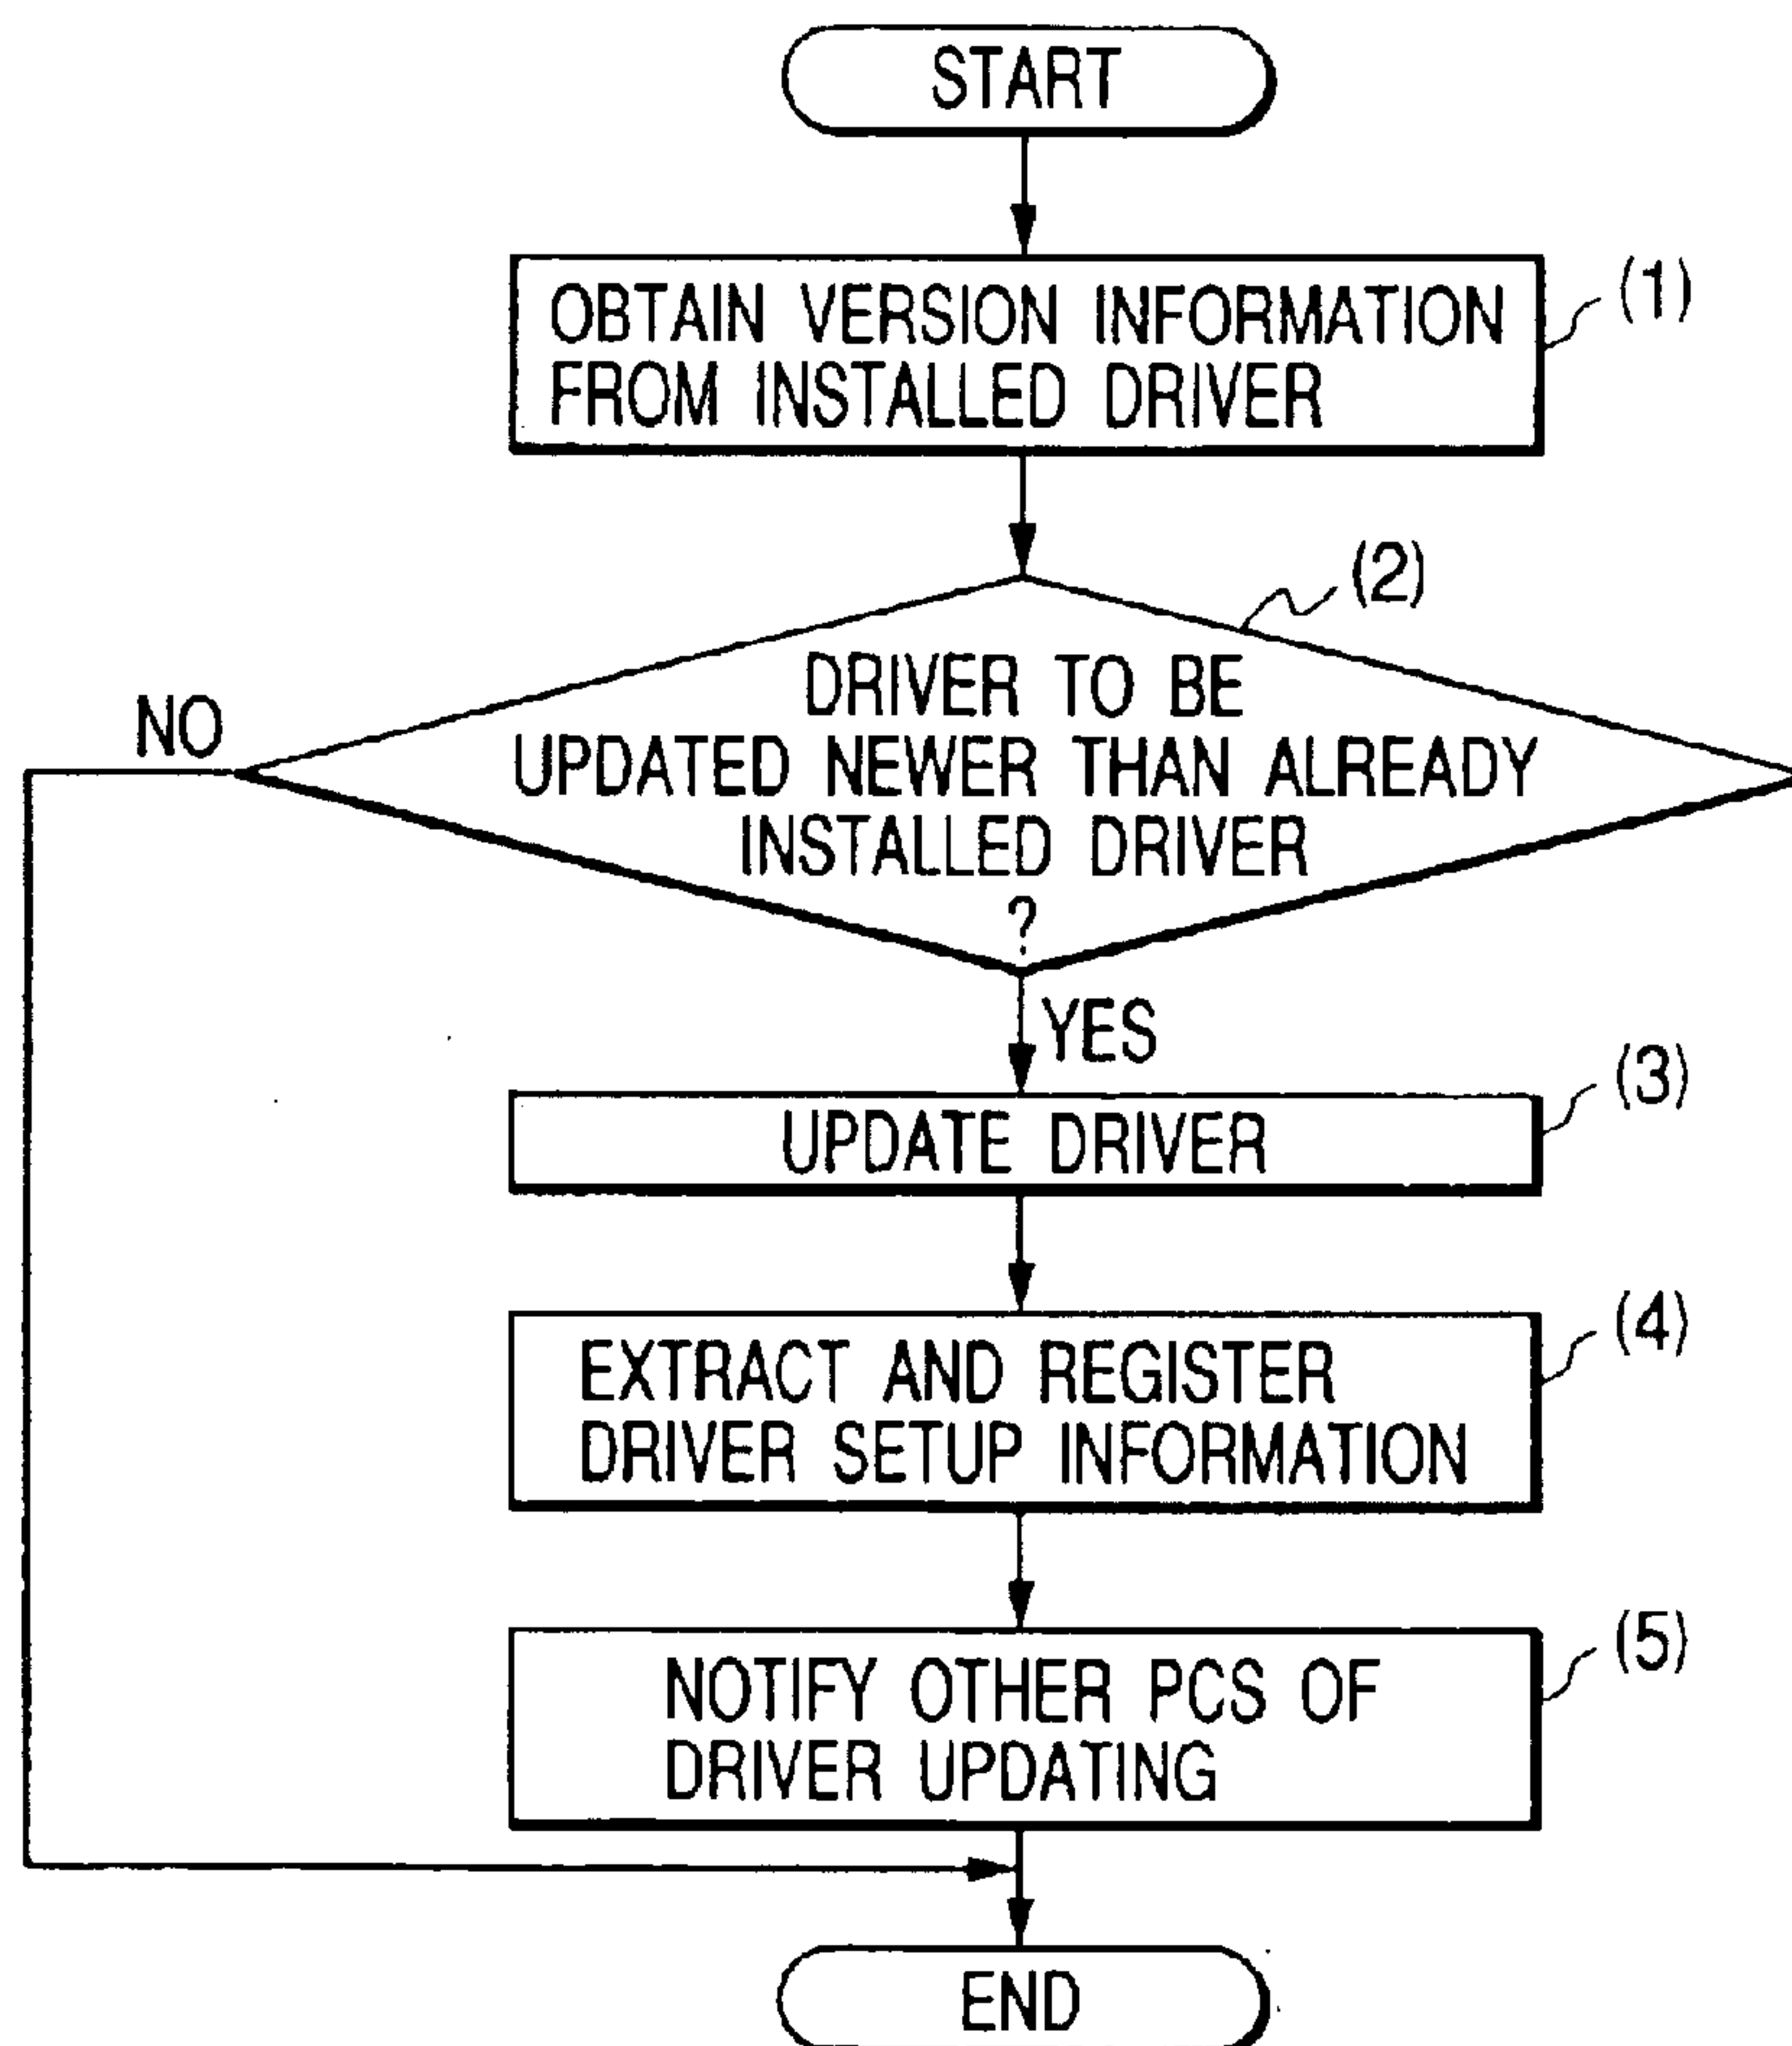 START
(1)
OBTAIN VERSION INFORMATION
FROM INSTALLED DRIVER
(2)
DRIVER TO BE
UPDATED NEWER THAN ALREADY
INSTALLED DRIVER
?
NO
YES
(3)
UPDATE DRIVER
(4)
EXTRACT AND REGISTER
DRIVER SETUP INFORMATION
(5)
NOTIFY OTHER PCS OF
DRIVER UPDATING
END